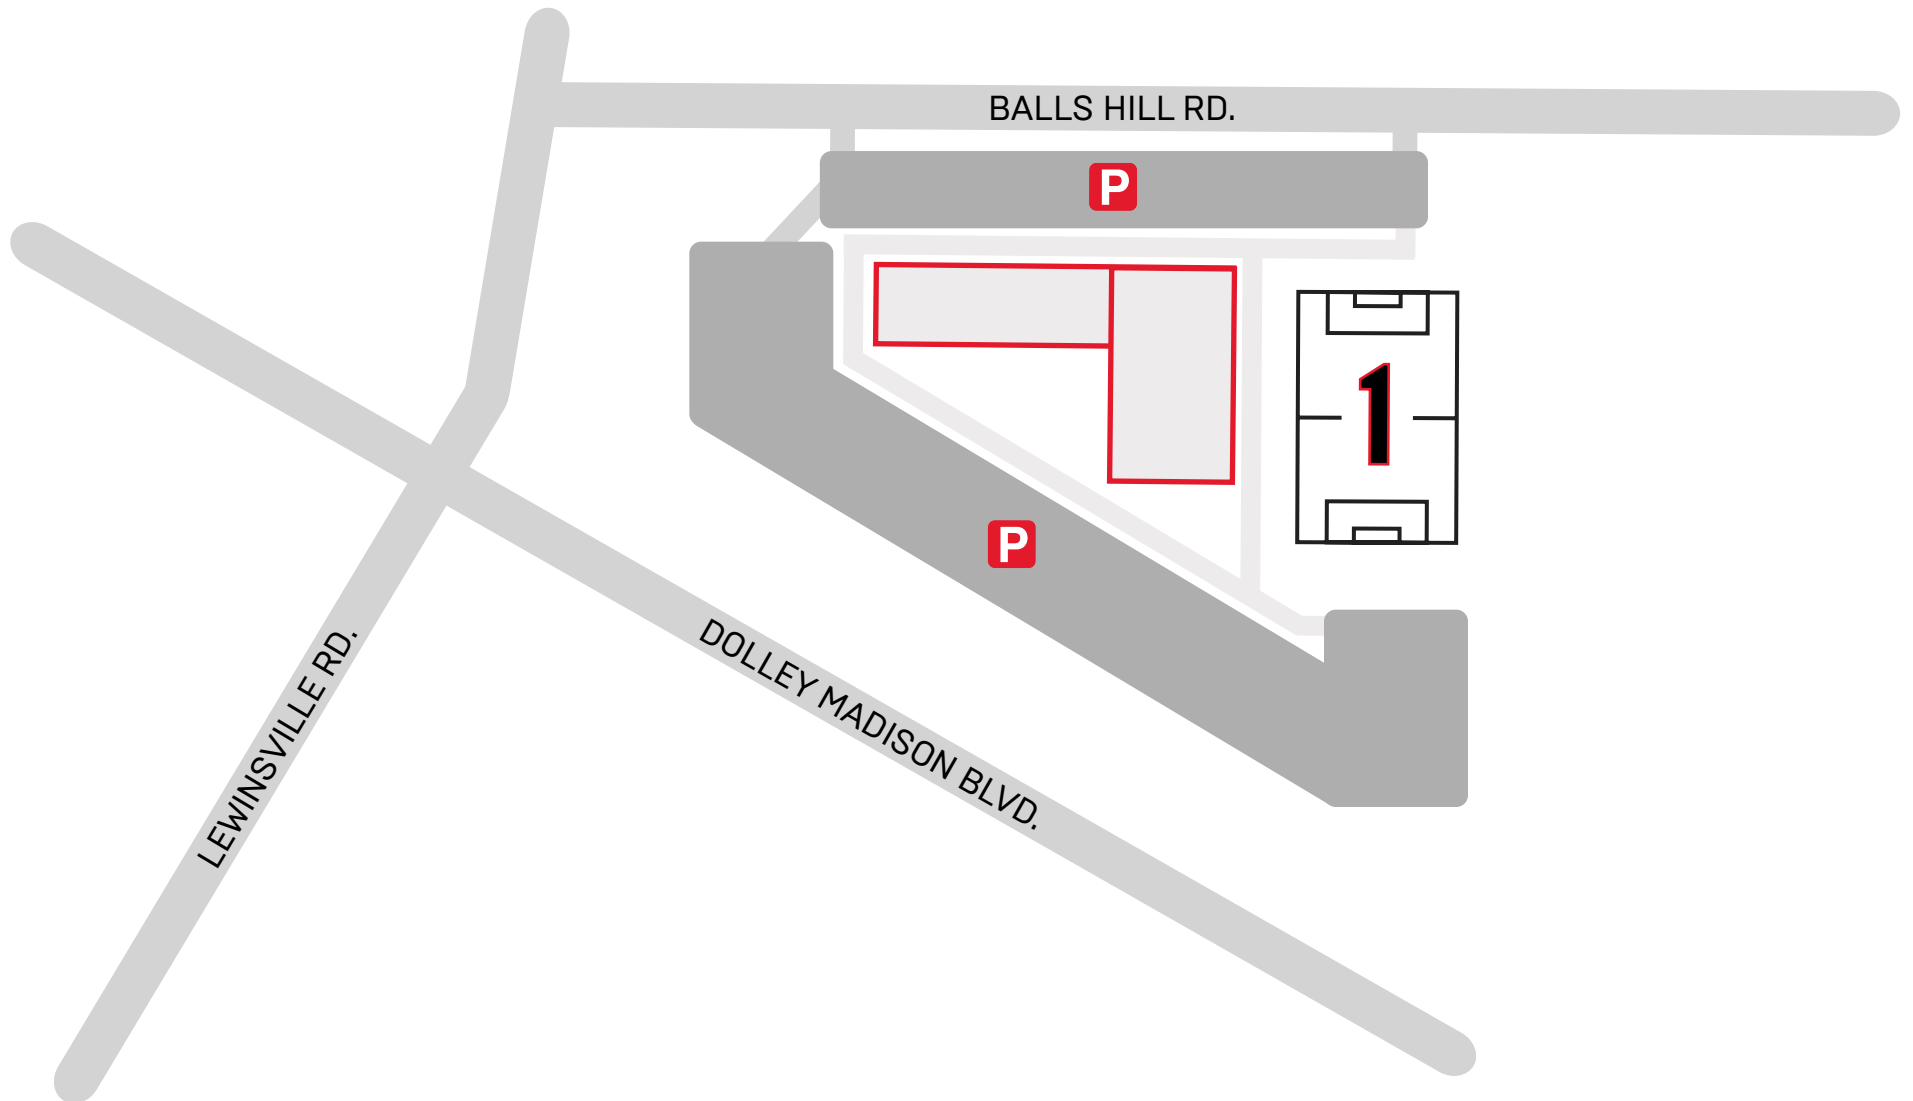 BALLS HILL RD.
P
1
P
DOLLEY MADISON BLVD.
LEWINSVILLE RD.